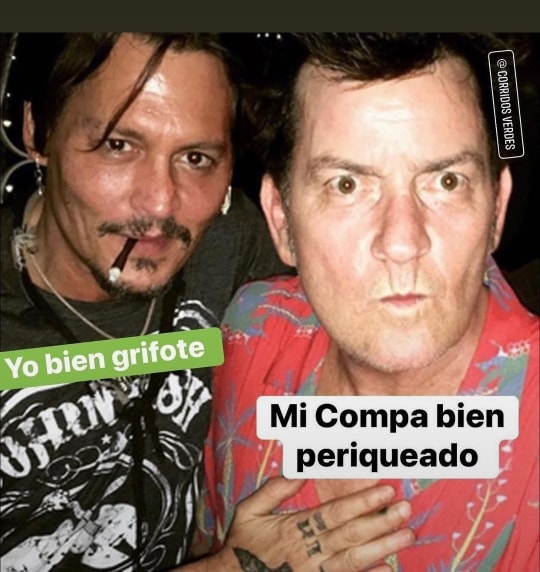 @ CORRIDOS VERDES
Yo bien grifote
Mi Compa bien
periqueado